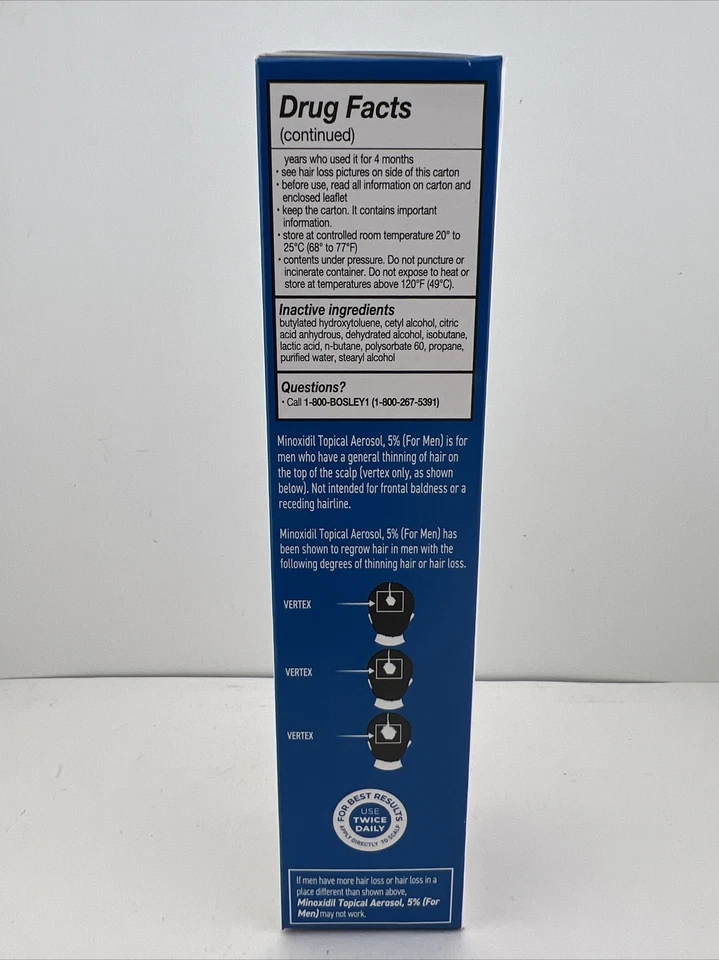 Drug Facts
(continued)
years who used it for 4 months
• see hair loss pictures on side of this carton
• before use, read all information on carton and
enclosed leaflet
• keep the carton. It contains important
information.
• store at controlled room temperature 20° to
25°C (68° to 77°F)
• contents under pressure. Do not puncture or
incinerate container. Do not expose to heat or
store at temperatures above 120°F (49°C).
Inactive ingredients
butylated hydroxytoluene, cetyl alcohol, citric
acid anhydrous, dehydrated alcohol, isobutane,
lactic acid, n-butane, polysorbate 60, propane,
purified water, stearyl alcohol
Questions?
• Call 1-800-BOSLEY1 (1-800-267-5391)
Minoxidil Topical Aerosol, 5% (For Men) is for
men who have a general thinning of hair on
the top of the scalp (vertex only, as shown
below). Not intended for frontal baldness or a
receding hairline.
Minoxidil Topical Aerosol, 5% (For Men) has
been shown to regrow hair in men with the
following degrees of thinning hair or hair loss.
VERTEX
VERTEX
VERTEX
FOR BEST RESULTS
USE
TWICE
DAILY
APPLY DIRECTLY TO SCALP
If men have more hair loss or hair loss in a
place different than shown above,
Minoxidil Topical Aerosol, 5% (For
Men) may not work.